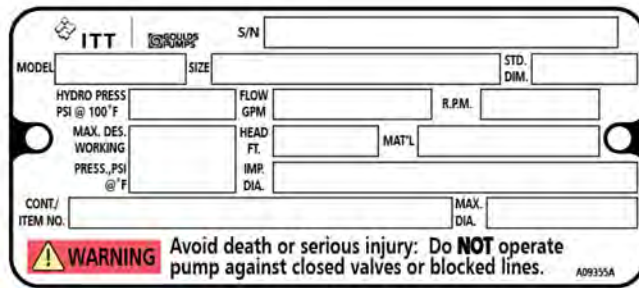 ITT GOULDS PUMPS S/N
MODEL SIZE STD. DIM.
HYDRO PRESS PSI @ 100°F FLOW GPM R.P.M.
MAX. DES. WORKING HEAD FT. MAT'L
PRESS.,PSI @°F IMP. DIA.
CONT./ ITEM NO. MAX. DIA.
WARNING Avoid death or serious injury: Do NOT operate
pump against closed valves or blocked lines. A09355A